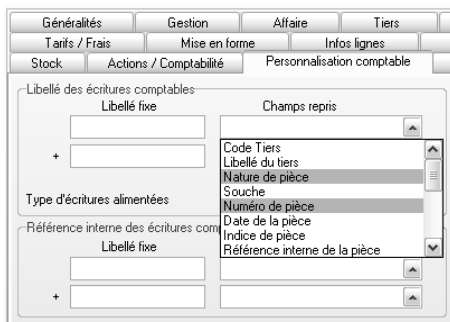 Généralités Gestion Affaire Tiers
Tarifs / Frais Mise en forme Infos lignes
Stock Actions / Comptabilité Personnalisation comptable
Libellé des écritures comptables
Libellé fixe Champs repris
+
Code Tiers
Libellé du tiers
Nature de pièce
Souche
Type d'écritures alimentées
Numéro de pièce
Date de la pièce
Référence interne des écritures
Indice de pièce
Libellé fixe
Référence interne de la pièce
+